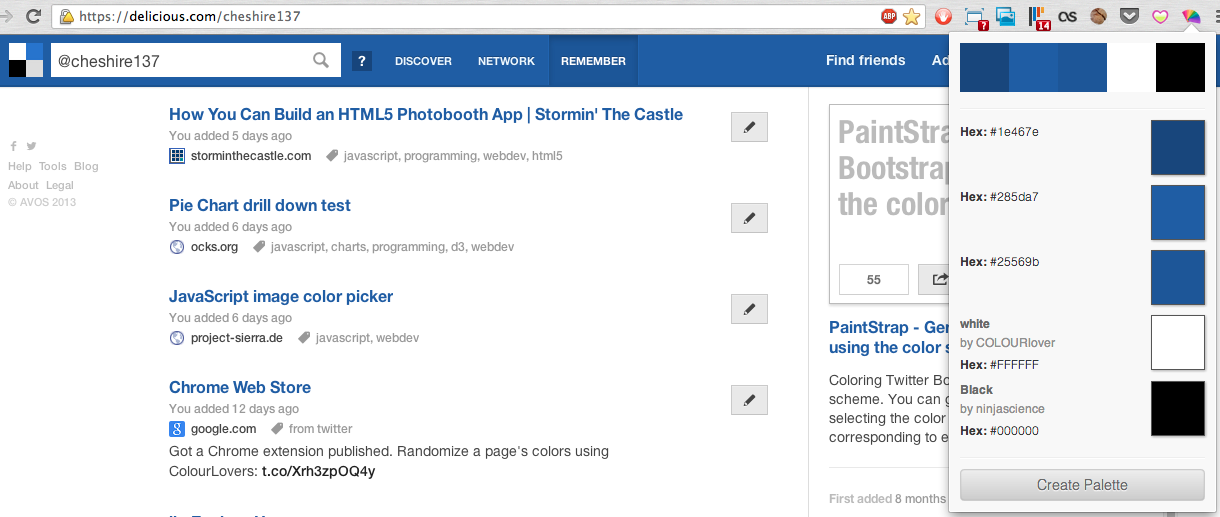 https://delicious.com/cheshire137
ABP
?
14
os
@cheshire137
?
DISCOVER
NETWORK
REMEMBER
Find friends
How You Can Build an HTML5 Photobooth App | Stormin' The Castle
You added 5 days ago
storminthecastle.com
javascript, programming, webdev, html5
Help Tools Blog
About Legal
© AVOS 2013
Pie Chart drill down test
You added 6 days ago
ocks.org
javascript, charts, programming, d3, webdev
JavaScript image color picker
You added 6 days ago
project-sierra.de
javascript, webdev
Chrome Web Store
You added 12 days ago
google.com
from twitter
Got a Chrome extension published. Randomize a page's colors using
ColourLovers: t.co/Xrh3zpOQ4y
PaintStra
Bootstrap
the color
55
PaintStrap - Ger
using the color s
Coloring Twitter Bo
scheme. You can g
selecting the color
corresponding to e
First added 8 months
Hex: #1e467e
Hex: #285da7
Hex: #25569b
white
by COLOURlover
Hex: #FFFFFF
Black
by ninjascience
Hex: #000000
Create Palette